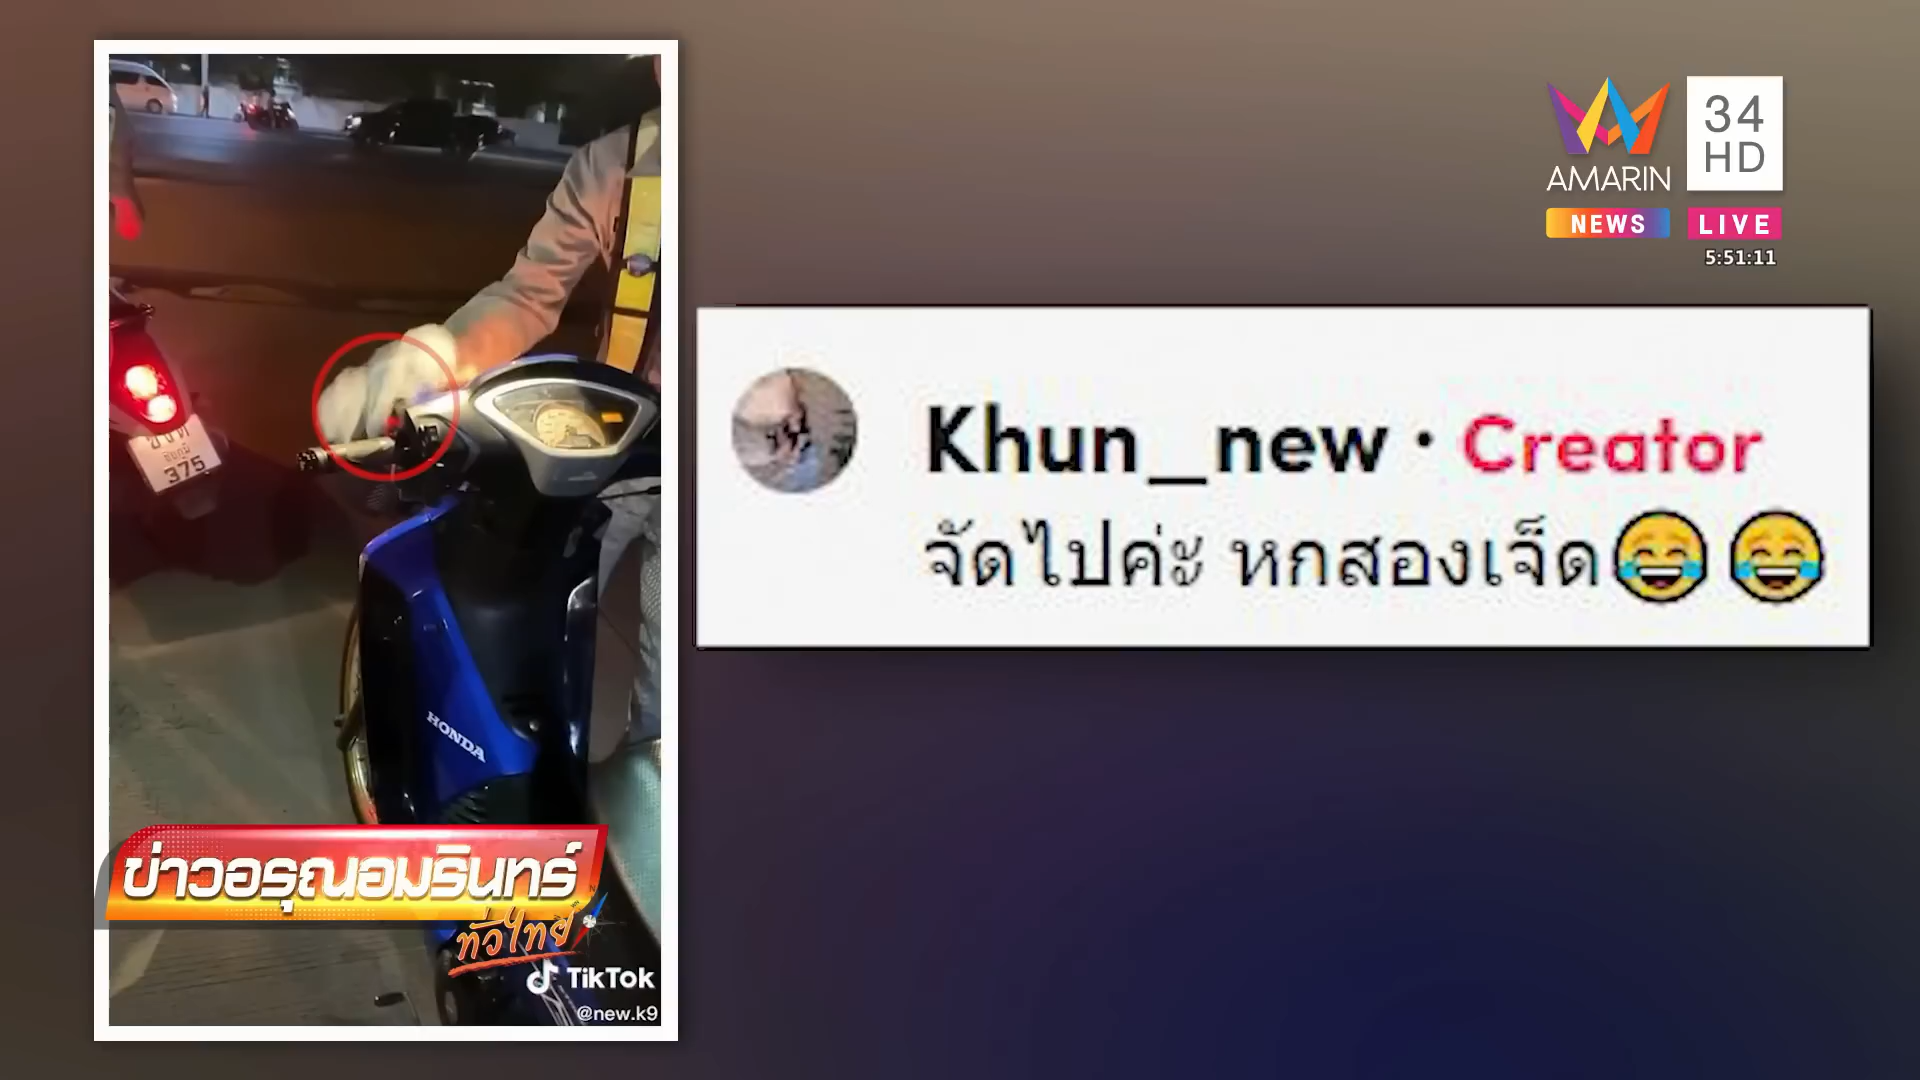 AMARIN
34
HD
NEWS
LIVE
5:51:11
375
HONDA
Khun_new · Creator
จัดไปค่ะ หกสองเจ็ด😂 😂
ข่าวอรุณอมรินทร์
ทั่วไทย
TikTok
@new.k9